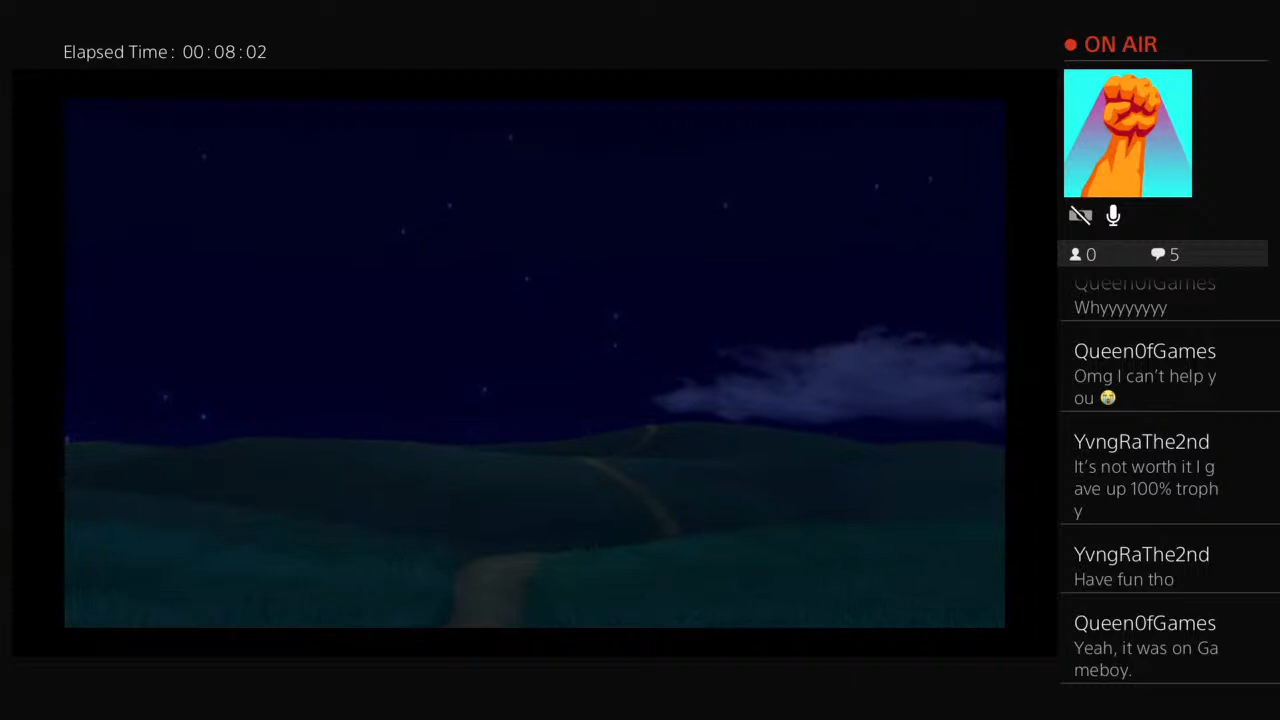 Elapsed Time: 00:08:02
ON AIR
0 5
Queen0fGames
Whyyyyyyyy
Queen0fGames
Omg I can't help y
ou 😭
YvngRaThe2nd
It's not worth it I g
ave up 100% troph
y
YvngRaThe2nd
Have fun tho
Queen0fGames
Yeah, it was on Ga
meboy.